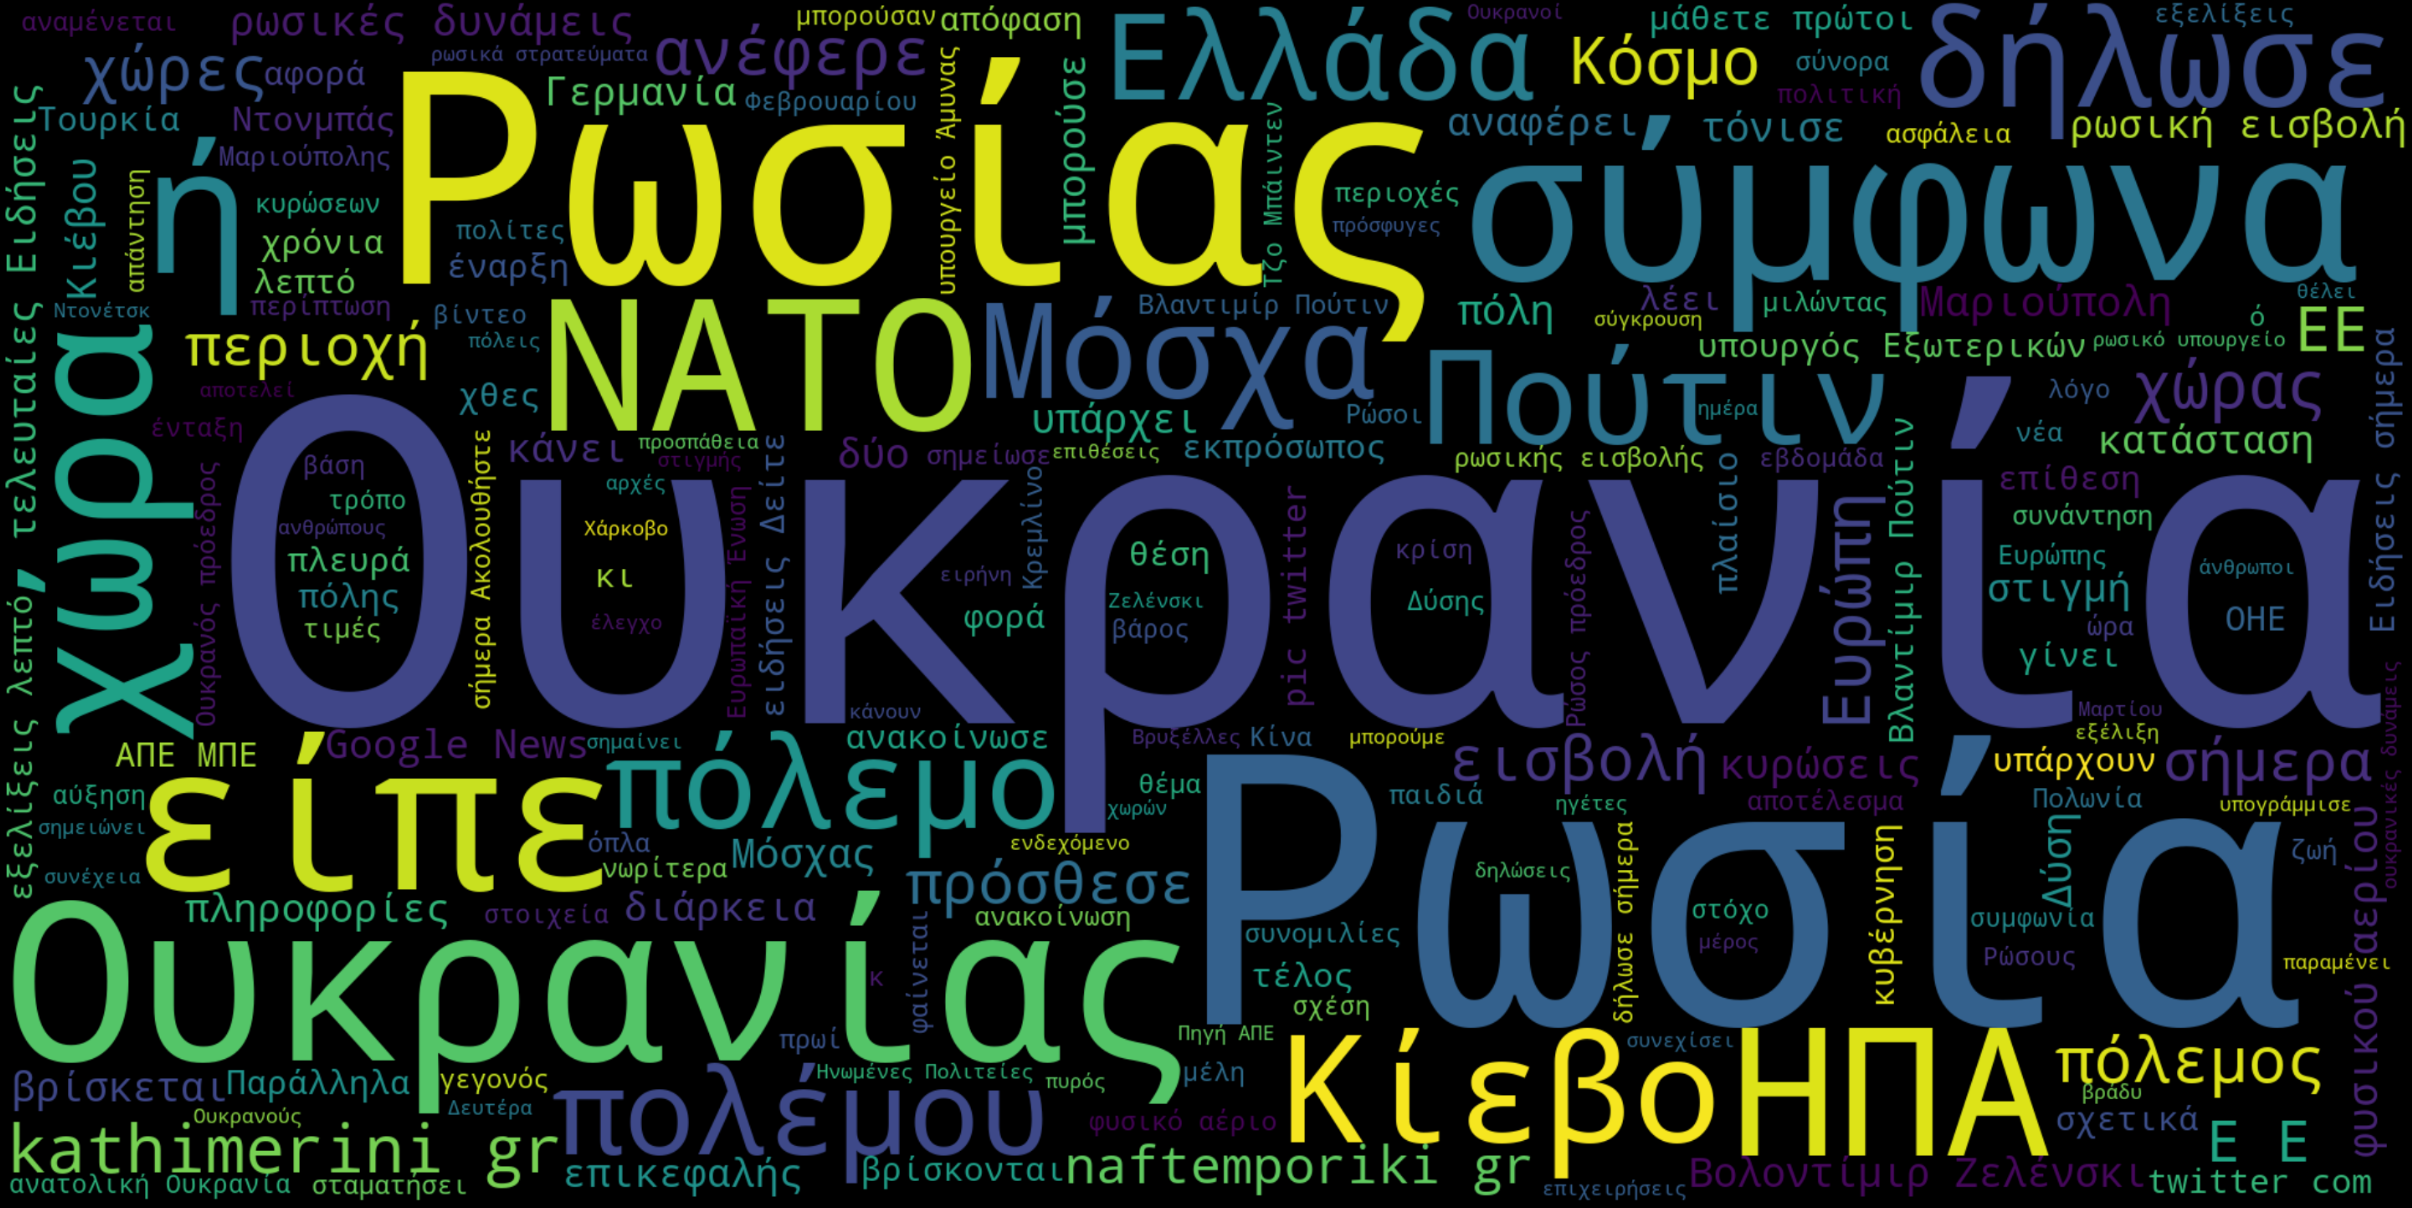 αναμένεται
ρωσικές δυνάμεις
μπορούσαν
απόφαση
Ελλάδα
Ουκρανοί
μάθετε πρώτοι
δήλωσε
εξελίξεις
χώρες
αφορά
ρωσικά στρατεύματα
ανέφερε
Κόσμο
σύνορα
πολιτική
Τουρκία
Ντονμπάς
Γερμανία
Φεβρουαρίου
υπουργείο Άμυνας
μπορούσε
Τζο Μπάιντεν
αναφέρει
τόνισε
ασφάλεια
ρωσική εισβολή
Μαριούπολης
ή
Ρωσίας
σύμφωνα
κιέβου
απάντηση
κυρώσεων
χρόνια
λεπτό
πολίτες
έναρξη
περιοχές
πρόσφυγες
Ντονέτσκ
περίπτωση
βίντεο
πόλεις
ΝΑΤΟ
Μόσχα
Βλαντιμίρ Πούτιν
πόλη
λέει
σύγκρουση
μιλώντας
Μαριούπολη
ό
θέλει
ΕΕ
περιοχή
υπουργός Εξωτερικών
ρωσικό υπουργείο
χώρα
αποτελεί
χθες
υπάρχει
Ρώσοι
Πούτιν
ημέρα
λόγο
χώρας
Ειδήσεις σήμερα
ένταξη
κάνει
προσπάθεια
στιγμής
δύο
σημείωσε
επιθέσεις
εκπρόσωπος
ρωσικής εισβολής
εβδομάδα
νέα
κατάσταση
Ουκρανία
βάση
τρόπο
ανθρώπους
πλευρά
πόλης
τιμές
Ουκρανός πρόεδρος
σήμερα Ακολουθήστε
αρχές
Χάρκοβο
κι
έλεγχο
Ευρωπαϊκή Ένωση
ειδήσεις Δείτε
Κρεμλίνο
ειρήνη
φορά
θέση
Ζελένσκι
βάρος
pic twitter
κρίση
Δύσης
Ρώσος πρόεδρος
πλαίσιο
Ευρώπη
Βλαντίμιρ Πούτιν
επίθεση
συνάντηση
Ευρώπης
στιγμή
ώρα
γίνει
άνθρωποι
ΟΗΕ
εξελίξεις λεπτό, τελευταίες Ειδήσεις
ΑΠΕ ΜΠΕ
Google News
σημαίνει
κάνουν
ανακοίνωσε
Βρυξέλλες
Κίνα
μπορούμε
εισβολή
κυρώσεις
Μαρτίου
εξέλιξη
υπάρχουν
σήμερα
ουκρανικές δυνάμεις
είπε
πόλεμο
θέμα
χωρών
Ρωσία
παιδιά
ηγέτες
αποτέλεσμα
Πολωνία
υπογράμμισε
αύξηση
σημειώνει
συνέχεια
όπλα
νωρίτερα
Μόσχας
ενδεχόμενο
πρόσθεσε
δηλώσεις
δήλωσε σήμερα
κυβέρνηση
Δύση
ζωή
φυσικού αερίου
πληροφορίες
στοιχεία
διάρκεια
ανακοίνωση
φαίνεται
συνομιλίες
στόχο
μέρος
συμφωνία
Ρώσους
παραμένει
Ουκρανίας
κ
τέλος
σχέση
πρωί
Πηγή ΑΠΕ
Κίεβο
συνεχίσει
ΗΠΑ
πόλεμος
βράδυ
βρίσκεται
Παράλληλα
γεγονός
Δευτέρα
Ηνωμένες Πολιτείες
πυρός
μέλη
πολέμου
φυσικό αέριο
σχετικά
Ε Ε
Ουκρανούς
kathimerini gr
επικεφαλής
βρίσκονται
naftemporiki gr
επιχειρήσεις
Βολοντίμιρ Ζελένσκι
twitter com
ανατολική Ουκρανία
σταματήσει